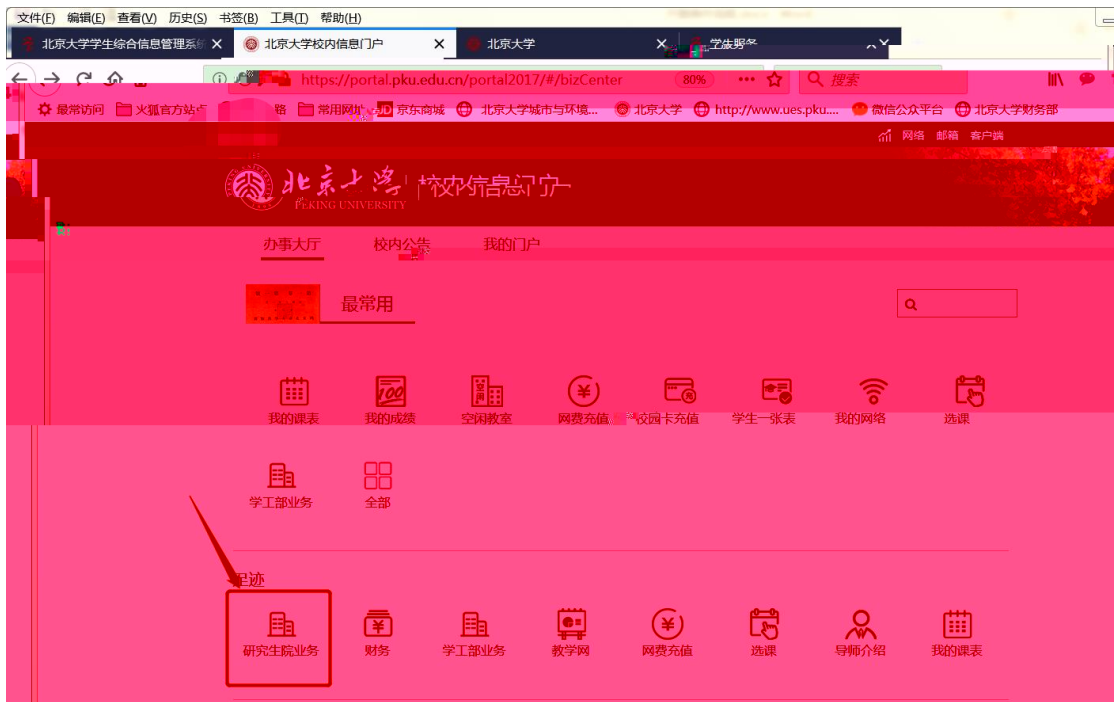 文件(F) 编辑(E) 查看(V) 历史(S) 书签(B) 工具(T) 帮助(H)
北京大学学生综合信息管理系统 北京大学校内信息门户 北京大学
https://portal.pku.edu.cn/portal2017/#/bizCenter 80% 搜索
最常访问 火狐官方站点 常用网址 JD 京东商城 北京大学城市与环境... 北京大学 http://www.ues.pku.... 微信公众平台 北京大学财务部
网络 邮箱 客户端
北京大学 校内信息门户
PEKING UNIVERSITY
办事大厅 校内公告 我的门户
最常用
我的课表 我的成绩 空闲教室 网费充值 校园卡充值 学生一张表 我的网络 选课
学工部业务 全部
足迹
研究生院业务 财务 学工部业务 教学网 网费充值 选课 导师介绍 我的课表